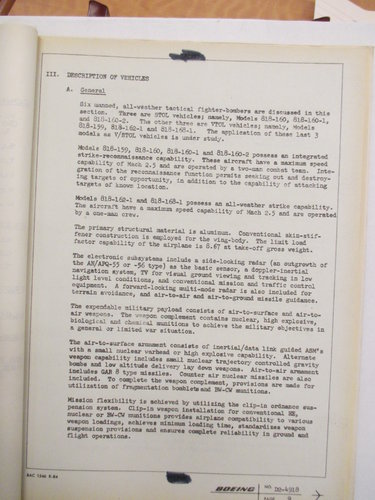 III. DESCRIPTION OF VEHICLES
A. General
Six manned, all-weather tactical fighter-bombers are discussed in this
section. Three are STOL vehicles; namely, Models 818-160, 818-160-1,
and 818-160-2. The other three are VTOL vehicles; namely, Models
818-159, 818-162-1 and 818-168-1. The application of these last 3
models as V/STOL vehicles is under study.
Models 818-159, 818-160, 818-160-1 and 818-160-2 possess an integrated
strike-reconnaissance capability. These aircraft have a maximum speed
capability of Mach 2.5 and are operated by a two-man combat team. Inte-
gration of the reconnaissance function permits seeking out and destroy-
ing targets of opportunity, in addition to the capability of attacking
targets of known location.
Models 818-162-1 and 818-168-1 possess an all-weather strike capability.
The aircraft have a maximum speed capability of Mach 2.5 and are operated
by a one-man crew.
The primary structural material is aluminum. Conventional skin-stif-
fener construction is employed for the wing-body. The limit load
factor capability of the airplane is 8.67 at take-off gross weight.
The electronic subsystems include a side-looking radar (an outgrowth of
the AN/APQ-55 or -56 type) as the basic sensor, a doppler-inertial
navigation system, TV for visual ground viewing and tracking in low
light level conditions, and conventional mission and traffic control
equipment. A forward-looking multi-mode radar is also included for
terrain avoidance, and air-to-air and air-to-ground missile guidance.
The expendable military payload consists of air-to-surface and air-to-
air weapons. The weapon complement contains nuclear, high explosive,
biological and chemical munitions to achieve the military objectives in
a general or limited war situation.
The air-to-surface armament consists of inertial/data link guided ASM's
with a small nuclear warhead or high explosive capability. Alternate
weapon capability includes small nuclear trajectory controlled gravity
bombs and low altitude delivery lay down weapons. Air-to-air armament
includes GAR 8 type missiles. Counter air nuclear missiles are also
included. To complete the weapon complement, provisions are made for
utilization of fragmentation bomblets and BW-CW munitions.
Mission flexibility is achieved by utilizing the clip-in ordnance sus-
pension system. Clip-in weapon installation for conventional HE,
nuclear or BW-CW munitions provides airplane compatibility to various
weapon loadings, achieves minimum loading time, standardizes weapon
suspension provisions and ensures complete reliability in ground and
flight operations.
BOEING
NO. D2-4918
PAGE